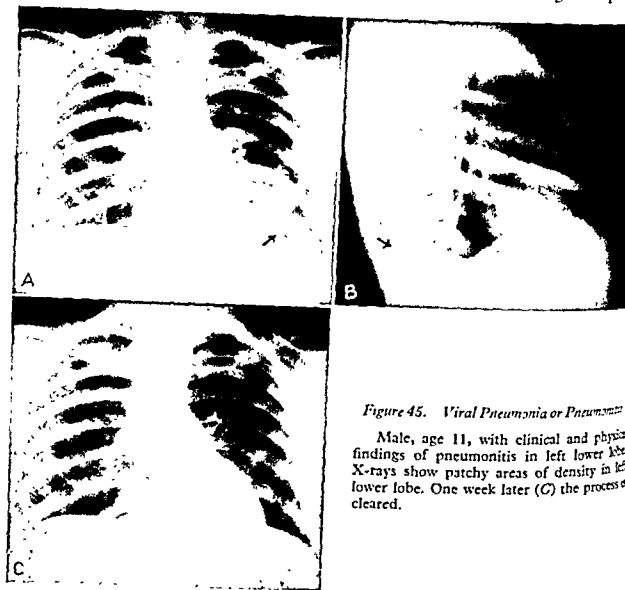 A
B
C
Figure 45. Viral Pneumonia or
Male, age 11, with clinical and
findings of pneumonitis in left lower
X-rays show patchy areas of density in
lower lobe. One week later (C) the process
cleared.